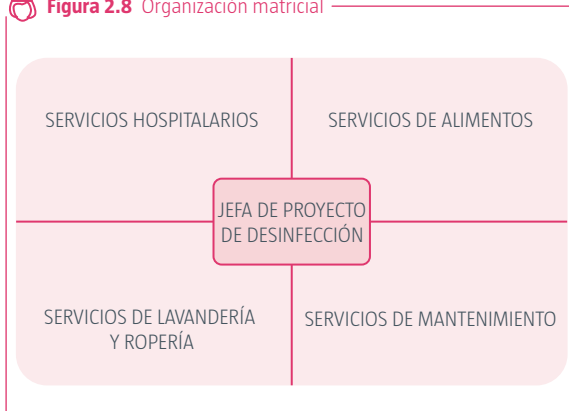 Figura 2.8 Organización matricial
SERVICIOS HOSPITALARIOS
SERVICIOS DE ALIMENTOS
JEFA DE PROYECTO
DE DESINFECCIÓN
SERVICIOS DE LAVANDERÍA
Y ROPERÍA
SERVICIOS DE MANTENIMIENTO